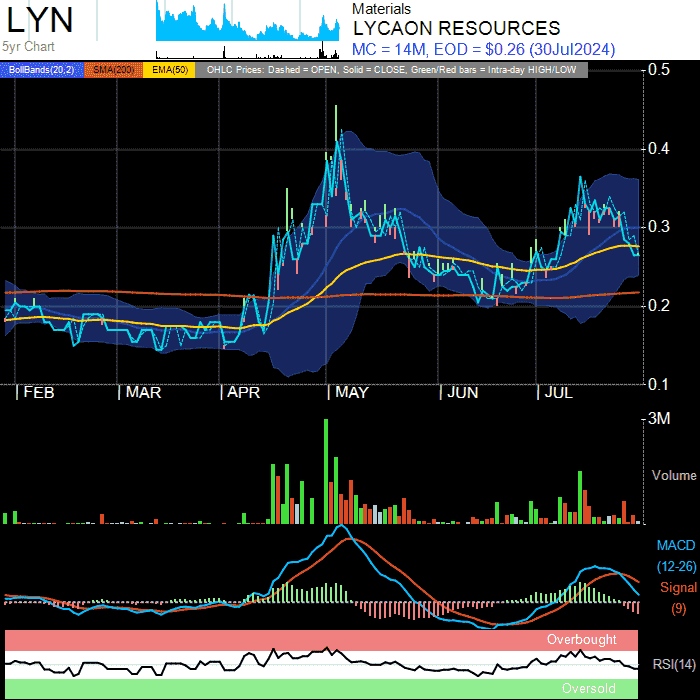 LYN
5yr Chart
Materials
LYCAON RESOURCES
MC = 14M, EOD = $0.26 (30Jul2024)
BollBands(20,2) SMA(200) EMA(50) OHLC Prices: Dashed = OPEN, Solid = CLOSE, Green/Red bars = Intra-day HIGH/LOW
0.5
0.4
0.3
0.2
0.1
FEB MAR APR MAY JUN JUL
3M
Volume
MACD
(12-26)
Signal
(9)
Overbought
RSI(14)
Oversold